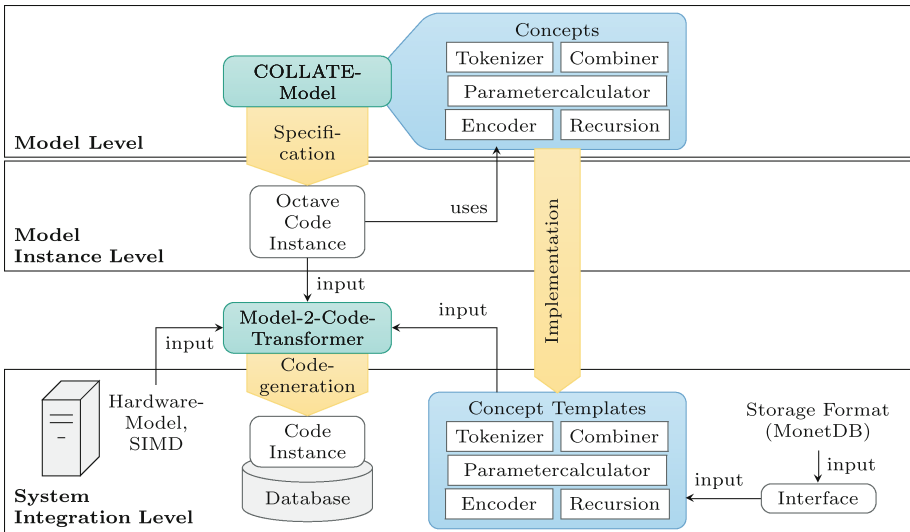 Concepts
Tokenizer
Combiner
Parametercalculator
Encoder
Recursion
COLLATE-
Model
Specifi-
cation
Model Level
Octave
Code
Instance
uses
Model
Instance Level
Implementation
input
Model-2-Code-
Transformer
input
input
Code-
generation
Hardware-
Model,
SIMD
Code
Instance
Database
Concept Templates
Tokenizer
Combiner
Parametercalculator
Encoder
Recursion
Storage Format
(MonetDB)
input
input
Interface
System
Integration Level